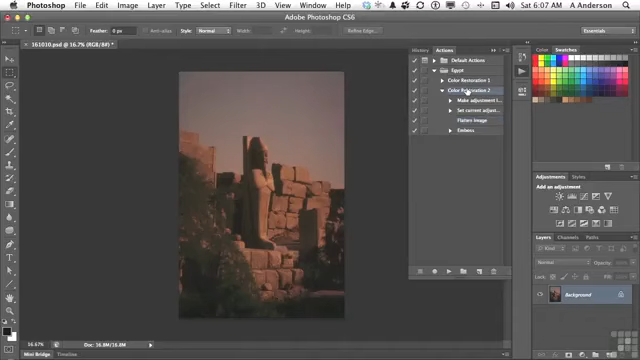 Photoshop File Edit Image Layer Type Select Filter View Window Help
Sat 6:07 AM A Anderson
Adobe Photoshop CS6
Feather: 0 px
Anti-alias
Style: Normal
Width:
Height:
Essentials
161010.psd @ 16.7% (RGB/8*) *
History Actions
Default Actions
Egypt
Color Restoration 1
Color Restoration 2
Make adjustment l...
Set current adjust...
Flatten Image
Emboss
Color Swatches
Adjustments Styles
Add an adjustment
Layers Channels Paths
Kind
Normal
Opacity:
Lock:
Fill:
Background
16.67%
Doc: 16.8M/16.8M
Mini Bridge Timeline